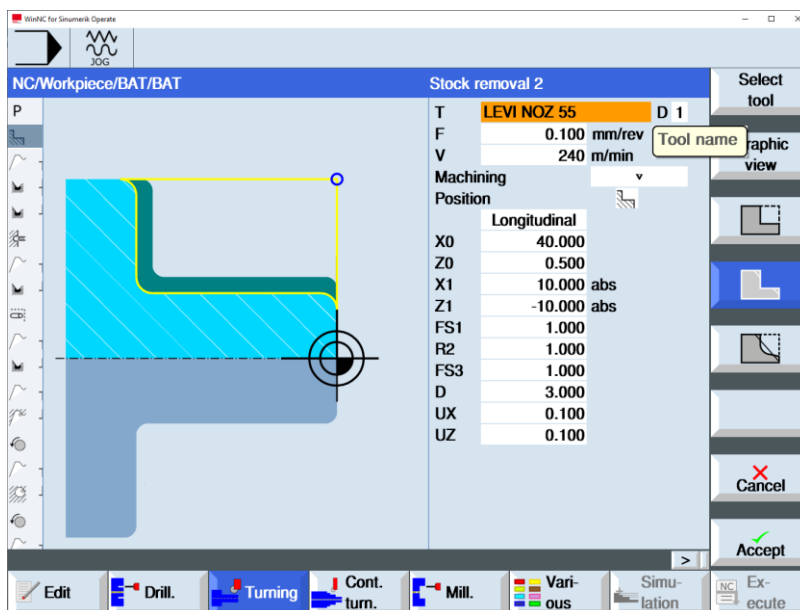 WinNC for Sinumerik Operate
JOG
NC/Workpiece/BAT/BAT
Stock removal 2
P
T LEVI NOZ 55 D 1
F 0.100 mm/rev
V 240 m/min
Tool name
Machining v
Position
Longitudinal
X0 40.000
Z0 0.500
X1 10.000 abs
Z1 -10.000 abs
FS1 1.000
R2 1.000
FS3 1.000
D 3.000
UX 0.100
UZ 0.100
Select
tool
raphic
view
Cancel
Accept
>
Edit
Drill.
Turning
Cont.
turn.
Mill.
Vari-
ous
Simu-
lation
NC
Ex-
ecute